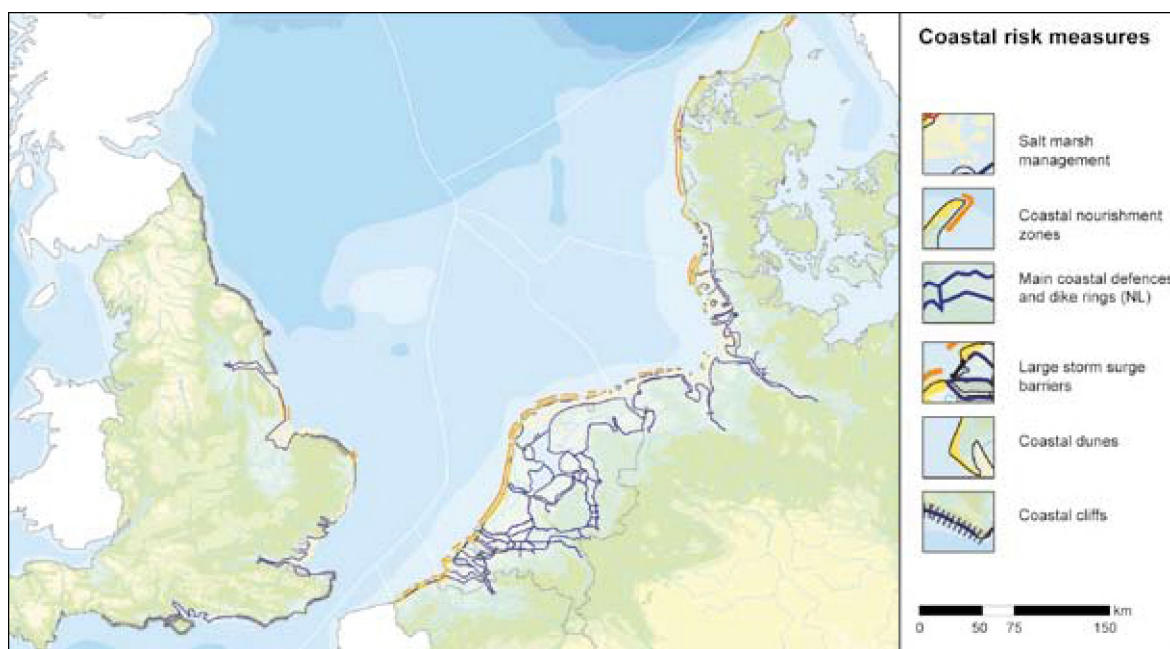 Coastal risk measures
Salt marsh
management
Coastal nourishment
zones
Main coastal defences
and dike rings (NL)
Large storm surge
barriers
Coastal dunes
Coastal cliffs
km
0 50 75 150